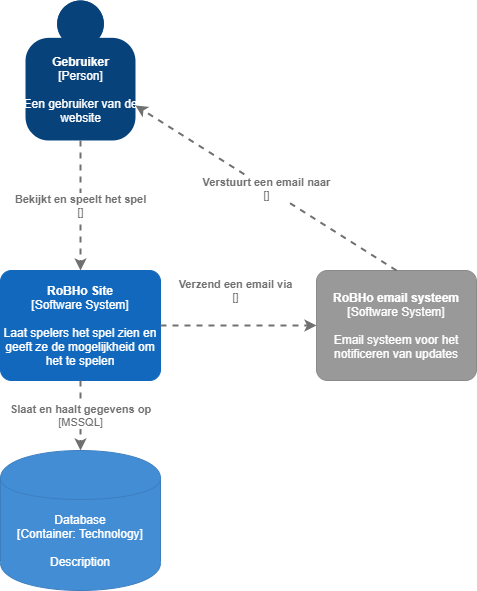 Gebruiker
[Person]
Een gebruiker van de
website
Verstuurt een email naar
[]
Bekijkt en speelt het spel
[]
RoBHo Site
[Software System]
Laat spelers het spel zien en
geeft ze de mogelijkheid om
het te spelen
Verzend een email via
[]
RoBHo email systeem
[Software System]
Email systeem voor het
notificeren van updates
Slaat en haalt gegevens op
[MSSQL]
Database
[Container: Technology]
Description